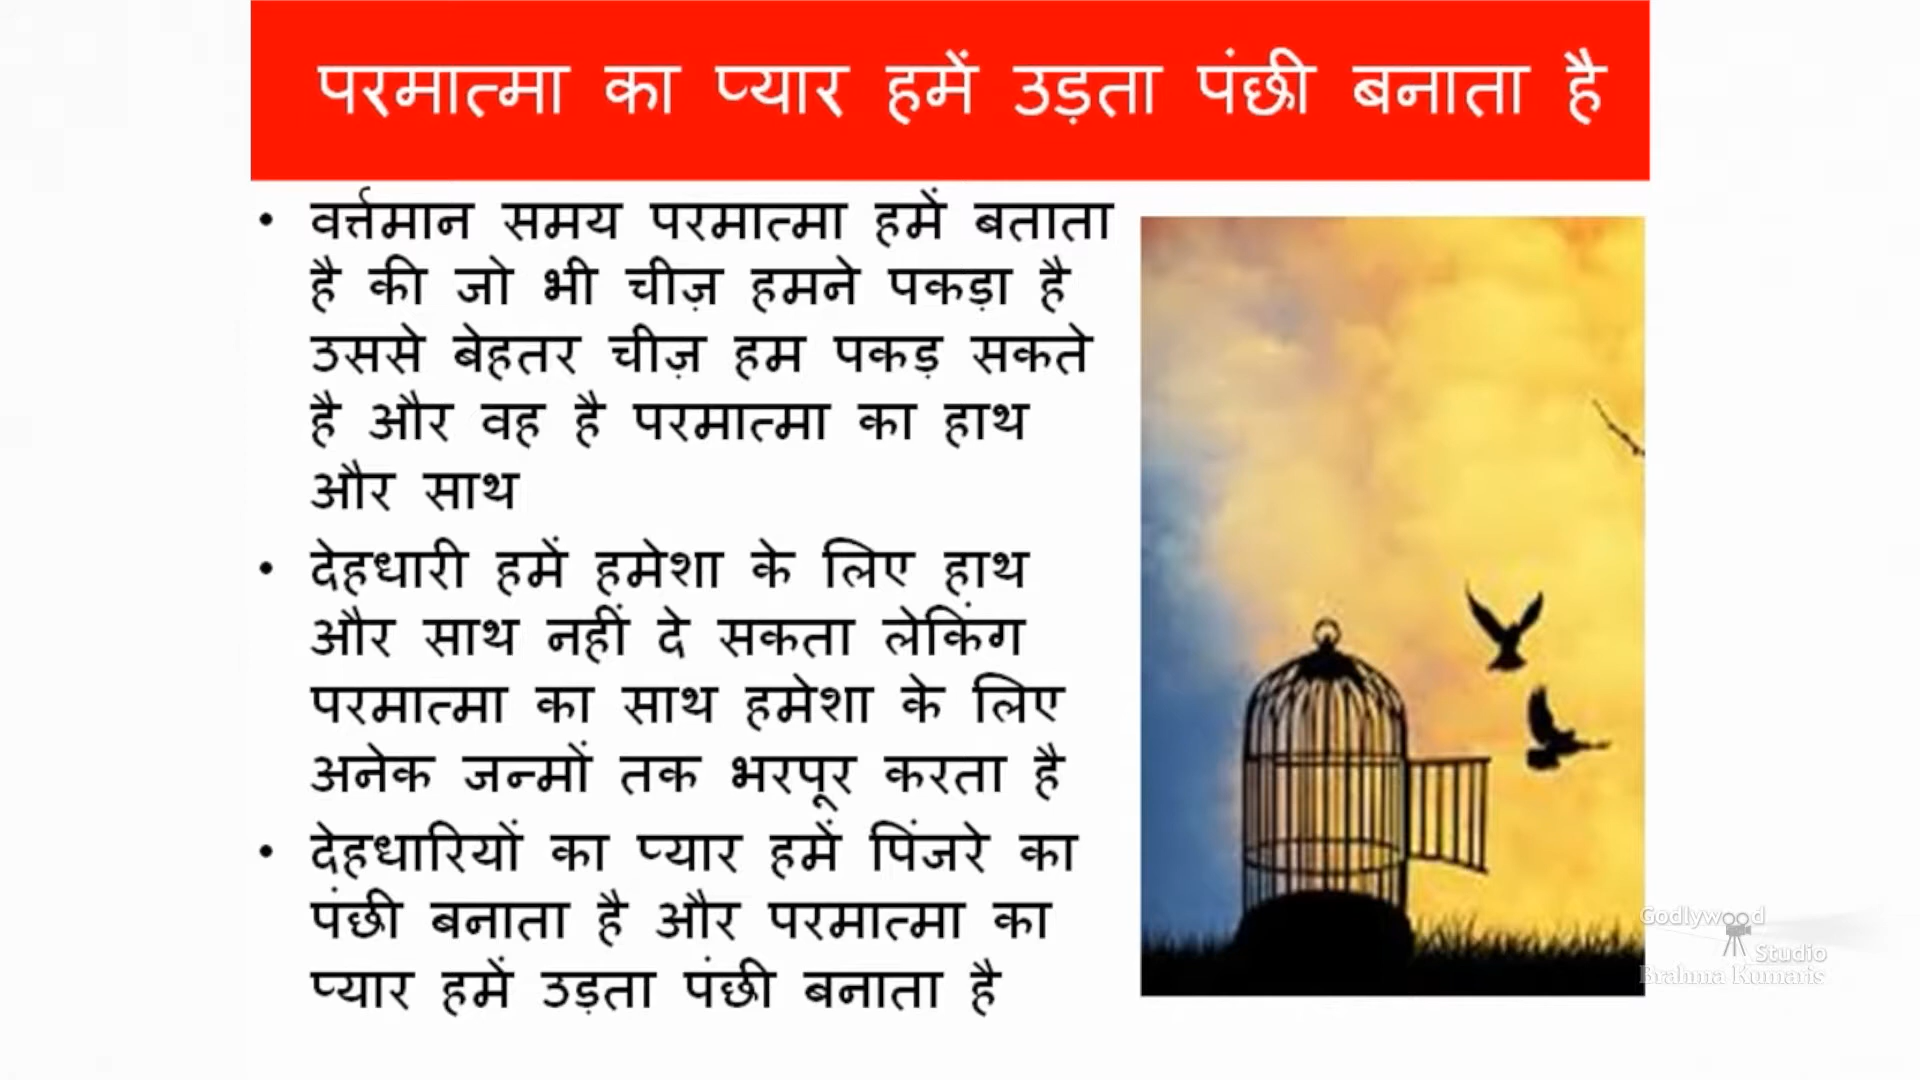 परमात्मा का प्यार हमें उड़ता पंछी बनाता है
• वर्त्तमान समय परमात्मा हमें बताता
है की जो भी चीज़ हमने पकड़ा है
उससे बेहतर चीज़ हम पकड़ सकते
है और वह है परमात्मा का हाथ
और साथ
• देहधारी हमें हमेशा के लिए हाथ
और साथ नहीं दे सकता लेकिंग
परमात्मा का साथ हमेशा के लिए
अनेक जन्मों तक भरपूर करता है
• देहधारियों का प्यार हमें पिंजरे का
पंछी बनाता है और परमात्मा का
प्यार हमें उड़ता पंछी बनाता है
Godlywood
Studio
Brahma Kumaris